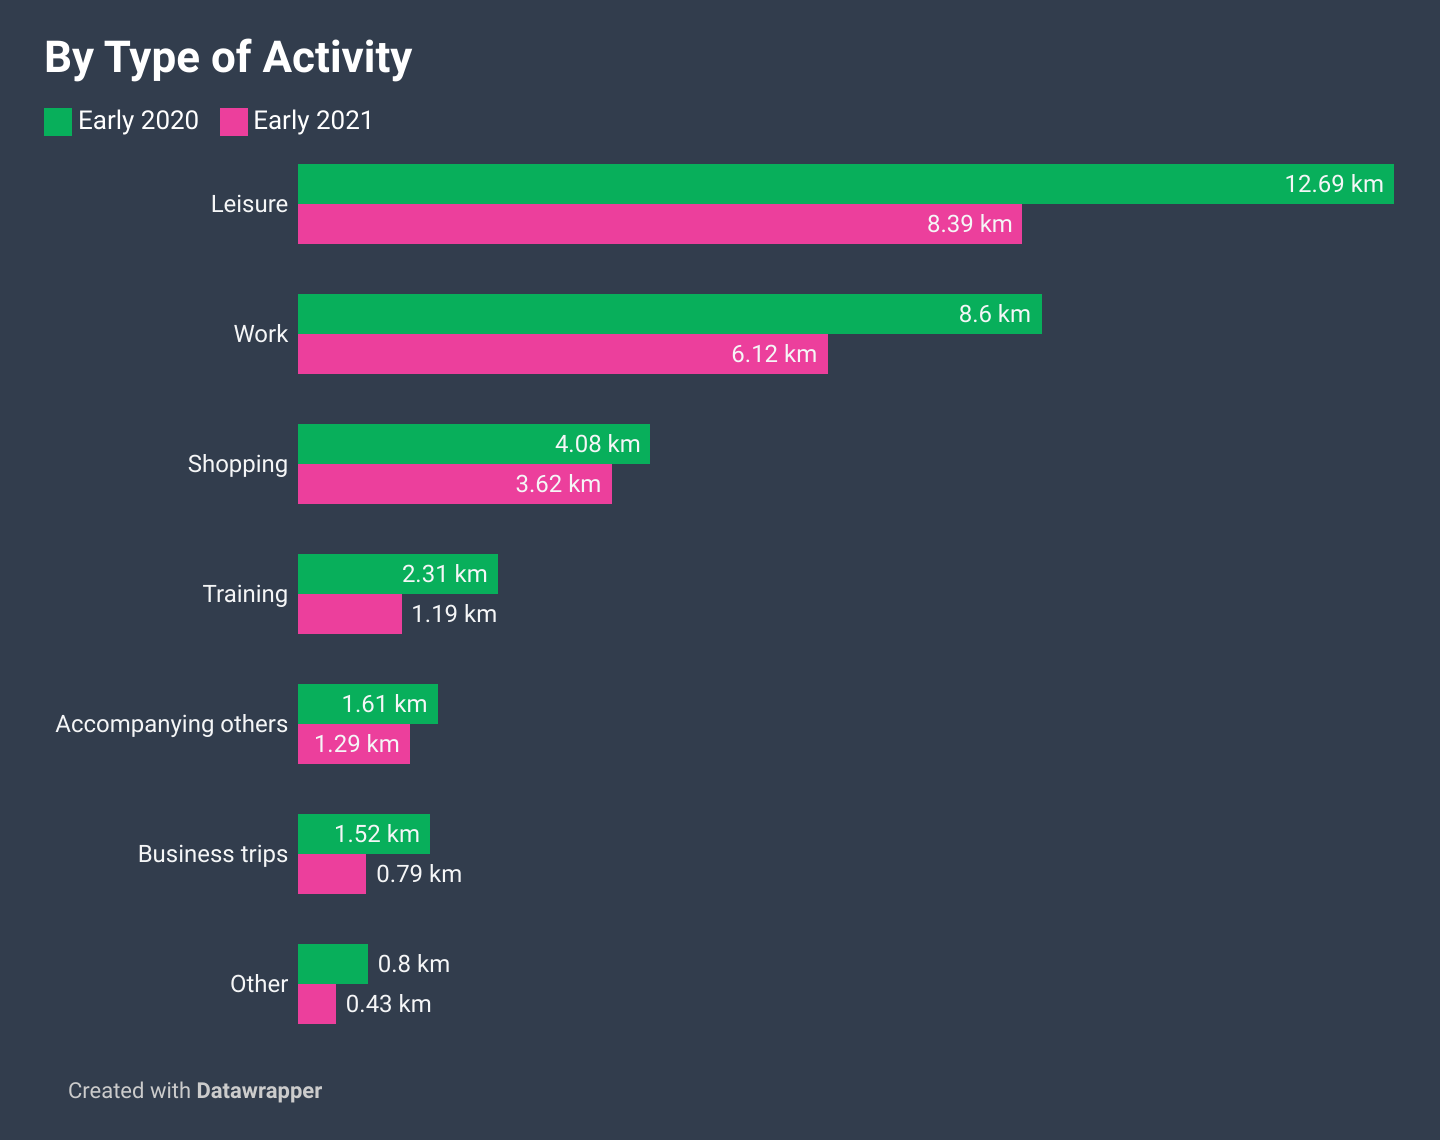 By Type of Activity
Early 2020 Early 2021
Leisure
12.69 km
8.39 km
Work
8.6 km
6.12 km
Shopping
4.08 km
3.62 km
Training
2.31 km
1.19 km
Accompanying others
1.61 km
1.29 km
Business trips
1.52 km
0.79 km
Other
0.8 km
0.43 km
Created with Datawrapper